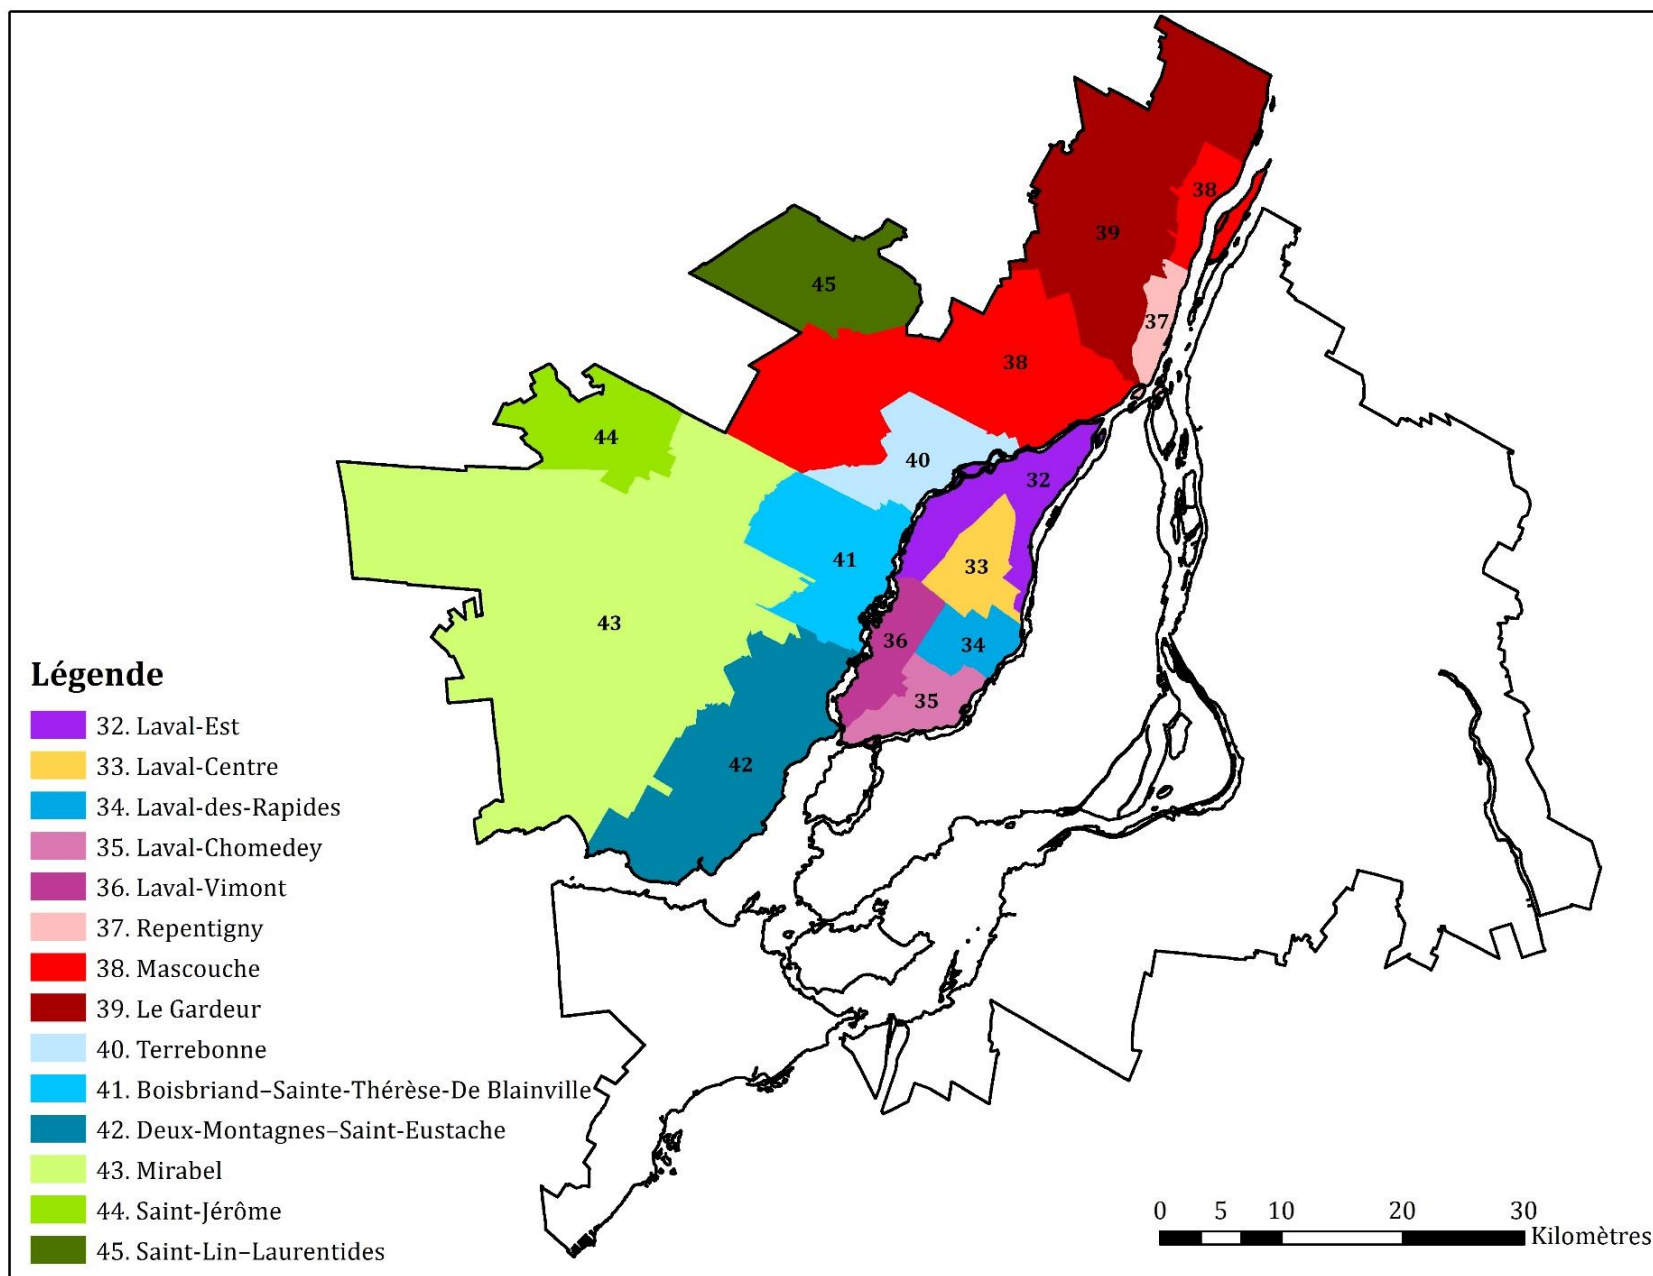 38
39
45
37
38
44
40
32
41
33
43
36
34
35
42
Légende
32. Laval-Est
33. Laval-Centre
34. Laval-des-Rapides
35. Laval-Chomedey
36. Laval-Vimont
37. Repentigny
38. Mascouche
39. Le Gardeur
40. Terrebonne
41. Boisbriand–Sainte-Thérèse-De Blainville
42. Deux-Montagnes–Saint-Eustache
43. Mirabel
44. Saint-Jérôme
45. Saint-Lin–Laurentides
0 5 10 20 30
Kilomètres